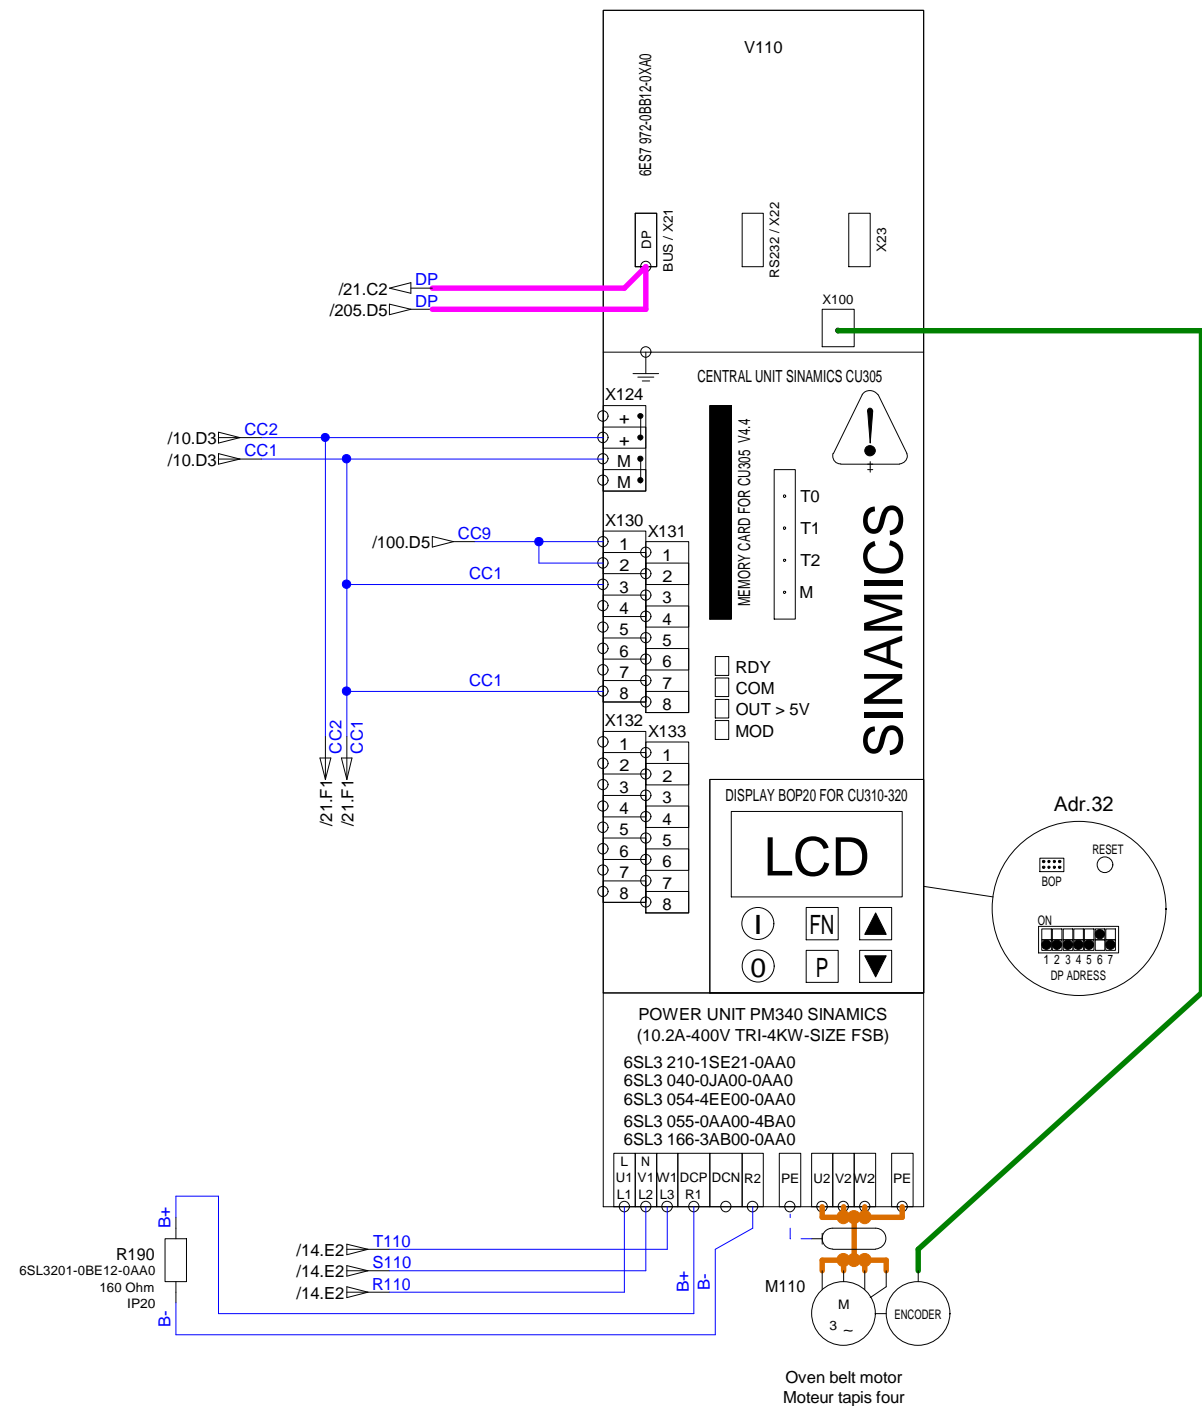 V110
6ES7 972-0BB12-0XA0
DP
BUS / X21
RS232 / X22
X23
X100
/21.C2
DP
/205.D5
DP
CENTRAL UNIT SINAMICS CU305
X124
+
+
M
M
/10.D3
CC2
/10.D3
CC1
MEMORY CARD FOR CU305 V4.4
!
T0
T1
T2
M
SINAMICS
X130
X131
/100.D5
CC9
CC1
CC1
1
2
3
4
5
6
7
8
1
2
3
4
5
6
7
8
RDY
COM
OUT > 5V
MOD
CC2
CC1
/21.F1
/21.F1
X132
X133
1
2
3
4
5
6
7
8
1
2
3
4
5
6
7
8
DISPLAY BOP20 FOR CU310-320
LCD
I
FN
0
P
Adr.32
RESET
BOP
ON
1 2 3 4 5 6 7
DP ADRESS
POWER UNIT PM340 SINAMICS
(10.2A-400V TRI-4KW-SIZE FSB)
6SL3 210-1SE21-0AA0
6SL3 040-0JA00-0AA0
6SL3 054-4EE00-0AA0
6SL3 055-0AA00-4BA0
6SL3 166-3AB00-0AA0
L N
U1 V1 W1 DCP DCN R2 PE U2 V2 W2 PE
L1 L2 L3 R1
B+
R190
6SL3201-0BE12-0AA0
160 Ohm
IP20
B-
/14.E2
T110
/14.E2
S110
/14.E2
R110
B+
B-
M110
M
3 ~
ENCODER
Oven belt motor
Moteur tapis four